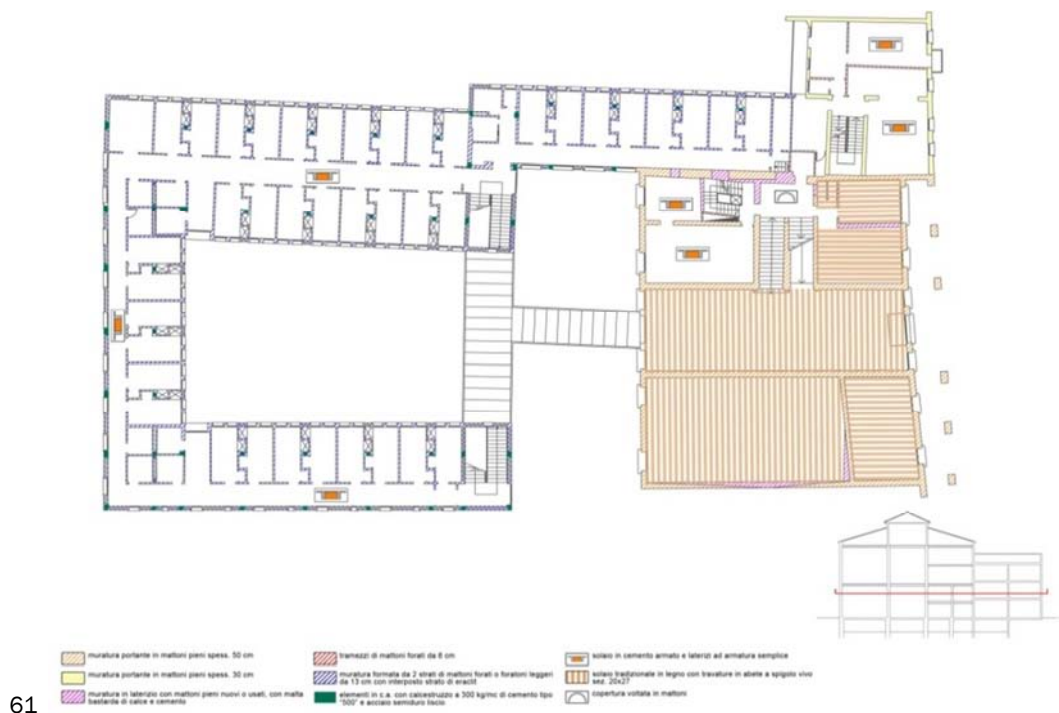 muratura portante in mattoni pieni spess. 50 cm
muratura portante in mattoni pieni spess. 30 cm
muratura in laterizio con mattoni pieni nuovi o usati, con malta
bastarda di calce e cemento
tramezzi di mattoni forati da 8 cm
muratura formata da 2 strati di mattoni forati o foratoni leggeri
da 13 cm con interposto strato di eraclit
elementi in c.a. con calcestruzzo a 300 kg/mc di cemento tipo
"500" e acciaio semiduro liscio
solaio in cemento armato e laterizi ad armatura semplice
solaio tradizionale in legno con travature in abete a spigolo vivo
sez. 20x27
copertura voltata in mattoni
61